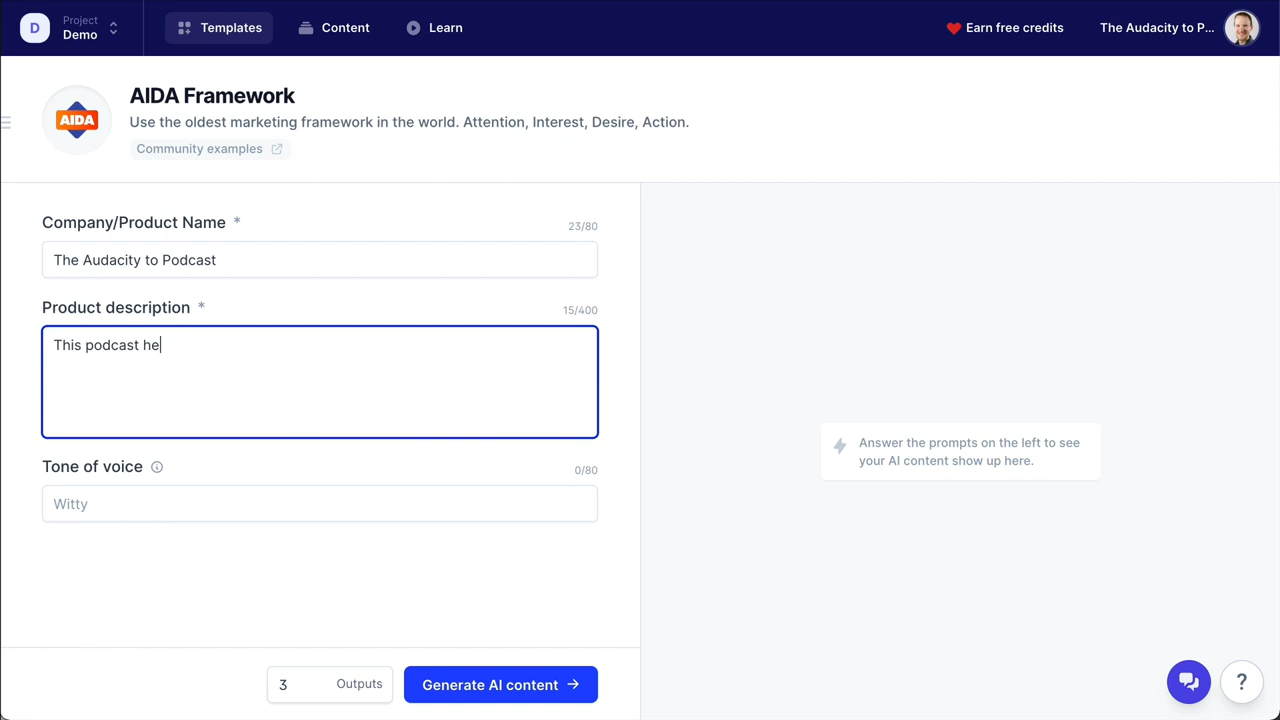 D
Project
Demo
Templates
Content
Learn
Earn free credits
The Audacity to P...
AIDA
AIDA Framework
Use the oldest marketing framework in the world. Attention, Interest, Desire, Action.
Community examples
Company/Product Name *
23/80
The Audacity to Podcast
Product description *
15/400
This podcast he
Tone of voice
0/80
Witty
Answer the prompts on the left to see
your AI content show up here.
3
Outputs
Generate AI content
?